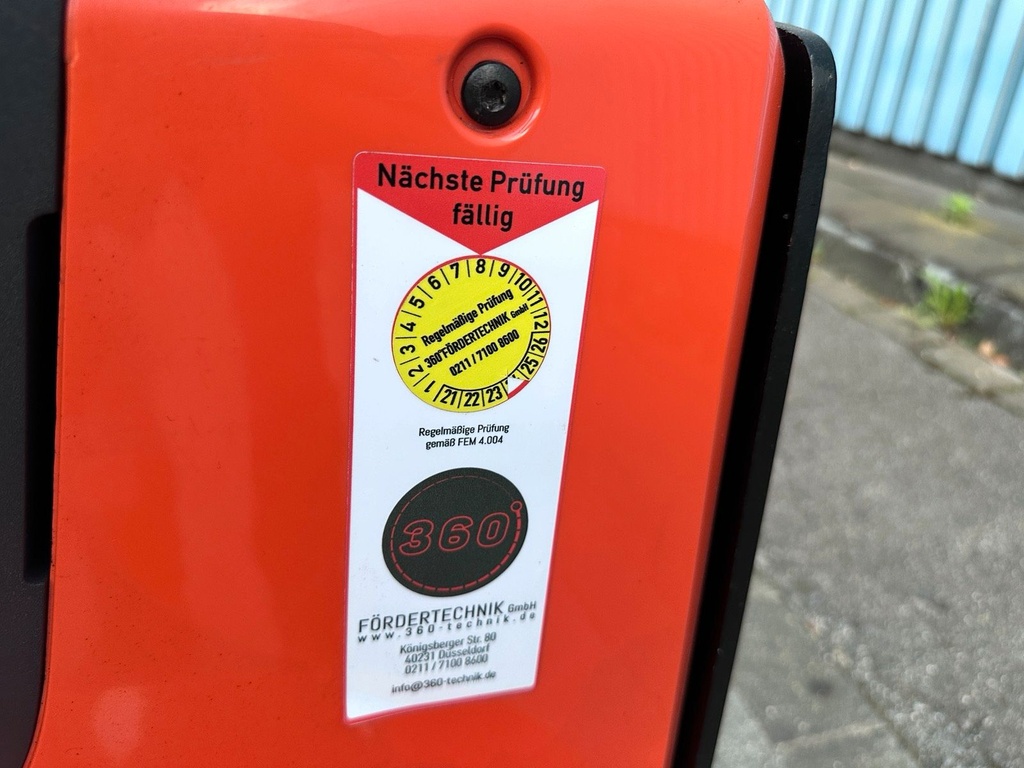 Nächste Prüfung
fällig
1 2 3 4 5 6 7 8 9 10 11 12
21 22 23 25 26
Regelmäßige Prüfung
360°FÖRDERTECHNIK GmbH
0211 / 7100 8600
Regelmäßige Prüfung
gemäß FEM 4.004
360°
FÖRDERTECHNIK GmbH
www.360-technik.de
Königsberger Str. 80
40231 Düsseldorf
0211 / 7100 8600
info@360-technik.de